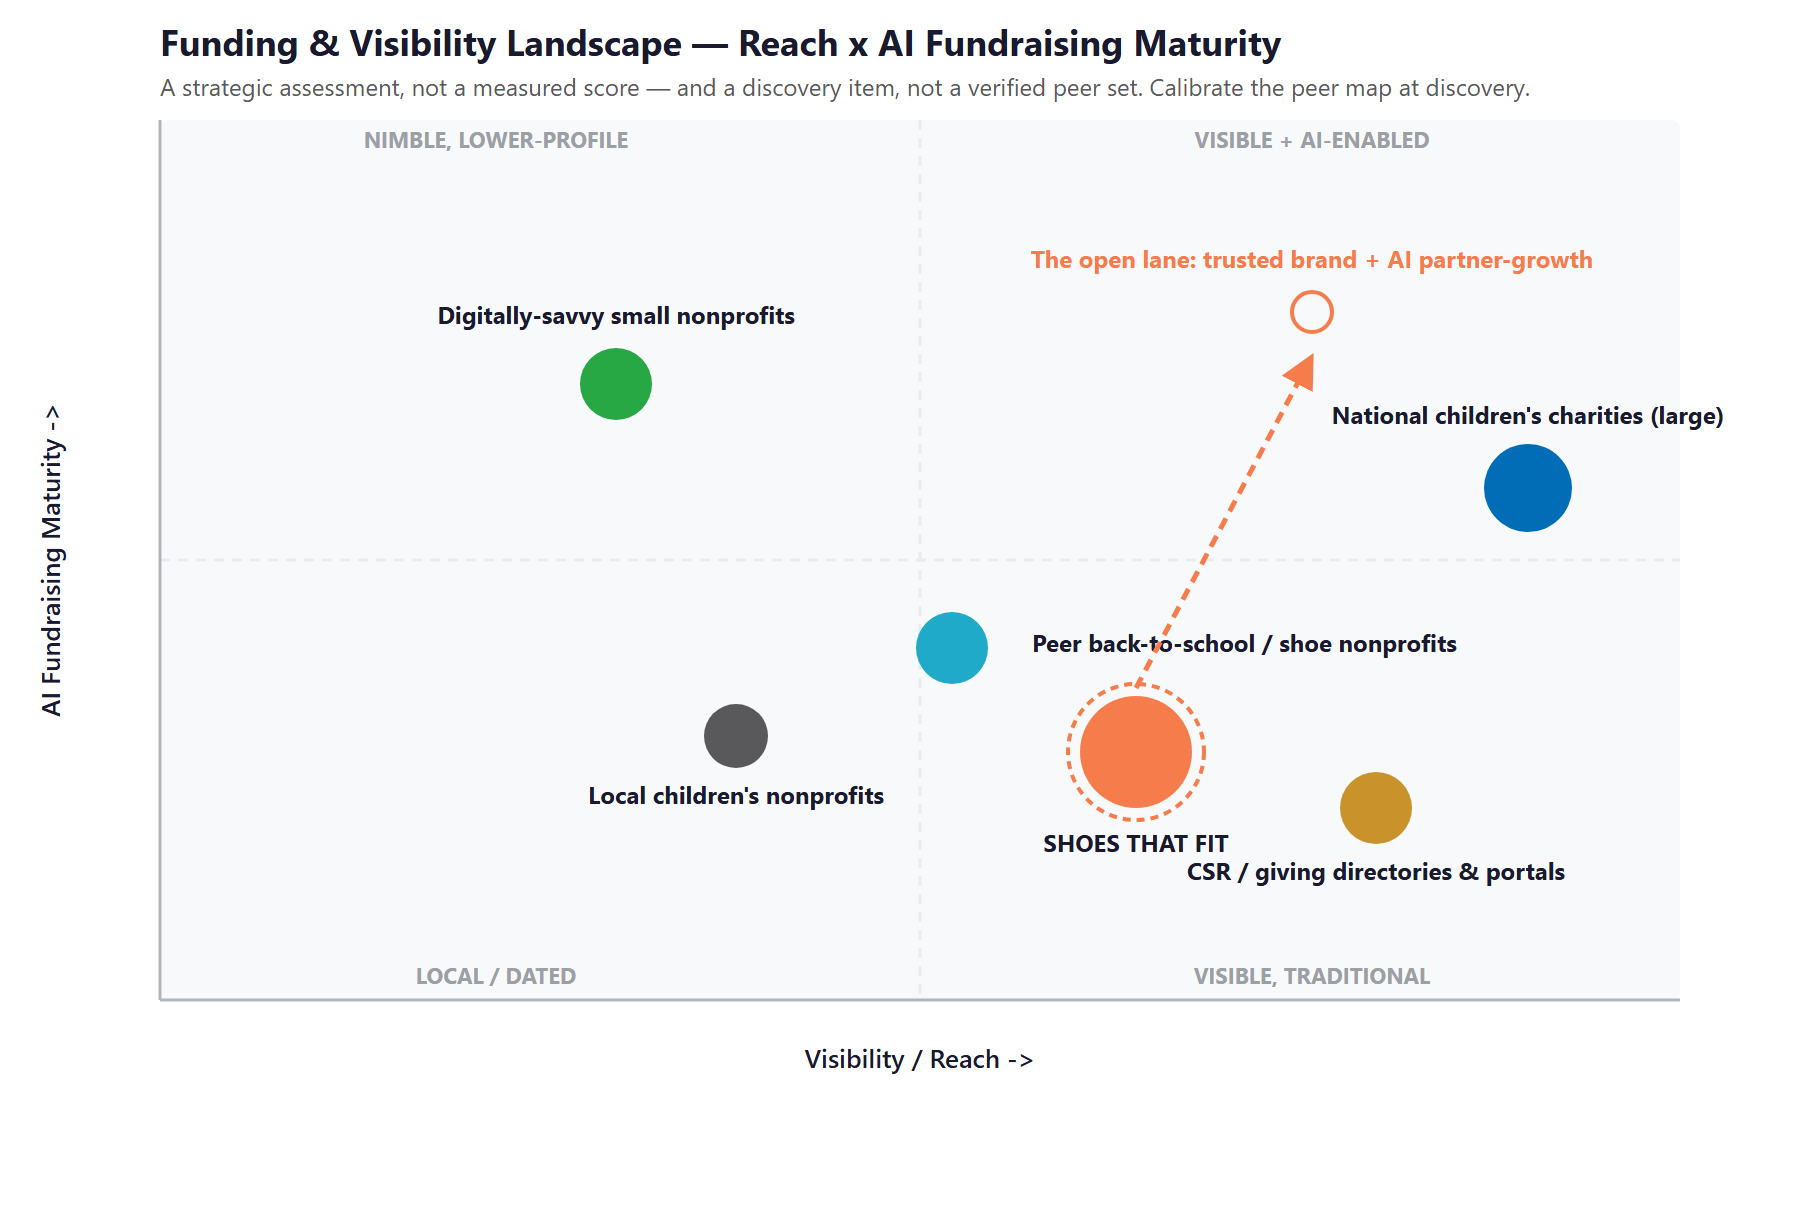 Funding & Visibility Landscape — Reach x AI Fundraising Maturity
A strategic assessment, not a measured score — and a discovery item, not a verified peer set. Calibrate the peer map at discovery.
NIMBLE, LOWER-PROFILE
VISIBLE + AI-ENABLED
The open lane: trusted brand + AI partner-growth
Digitally-savvy small nonprofits
National children's charities (large)
AI Fundraising Maturity ->
Peer back-to-school / shoe nonprofits
Local children's nonprofits
SHOES THAT FIT
CSR / giving directories & portals
LOCAL / DATED
VISIBLE, TRADITIONAL
Visibility / Reach ->